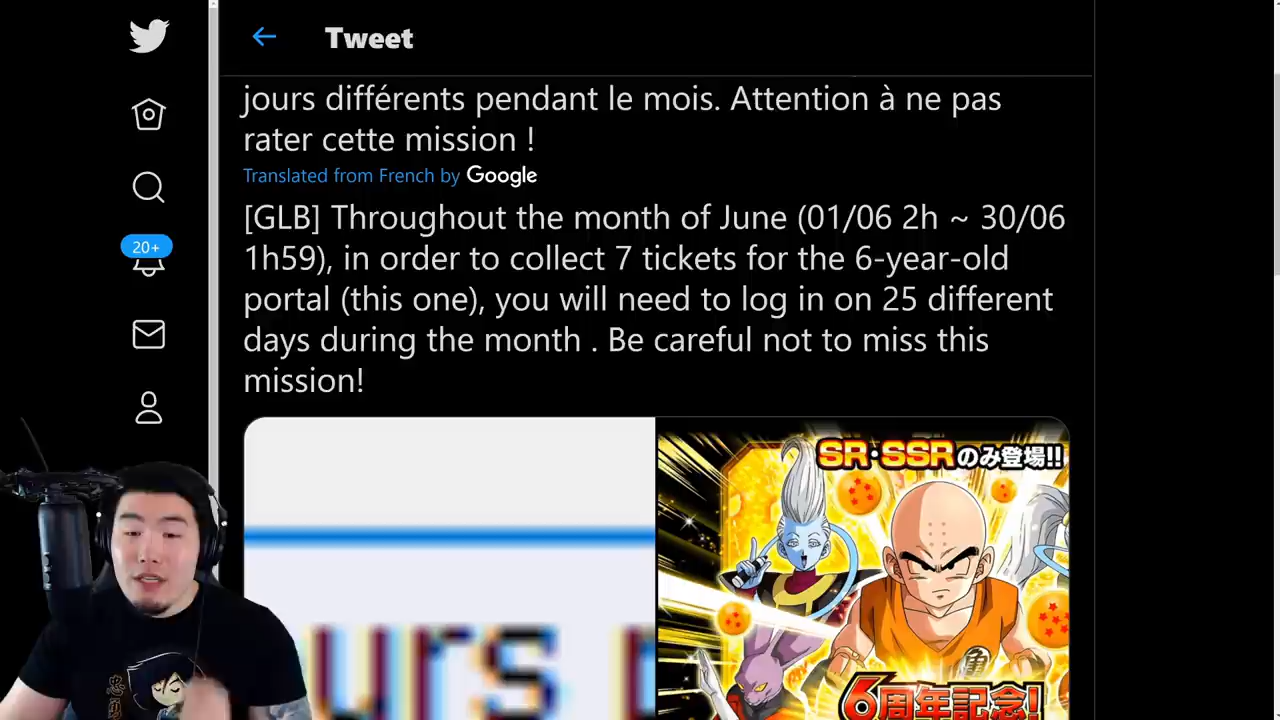 Tweet
jours différents pendant le mois. Attention à ne pas
rater cette mission !
Translated from French by Google
[GLB] Throughout the month of June (01/06 2h ~ 30/06
1h59), in order to collect 7 tickets for the 6-year-old
portal (this one), you will need to log in on 25 different
days during the month . Be careful not to miss this
mission!
20+
SR・SSRのみ登場!!
urs
6周年記念!